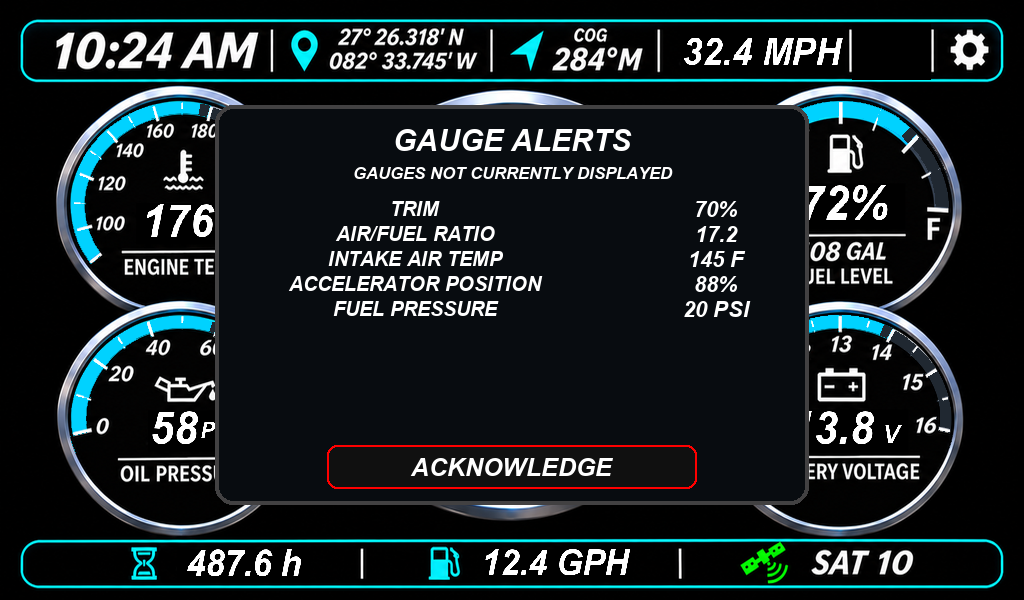 10:24 AM
27° 26.318' N
082° 33.745' W
COG
284°M
32.4 MPH
GAUGE ALERTS
GAUGES NOT CURRENTLY DISPLAYED
TRIM 70%
AIR/FUEL RATIO 17.2
INTAKE AIR TEMP 145 F
ACCELERATOR POSITION 88%
FUEL PRESSURE 20 PSI
ACKNOWLEDGE
100 120 140 160 180
176
ENGINE TE
F
72%
08 GAL
UEL LEVEL
0 20 40 6
58 P
OIL PRESSU
13 14 15 16
3.8 V
ERY VOLTAGE
487.6 h
12.4 GPH
SAT 10